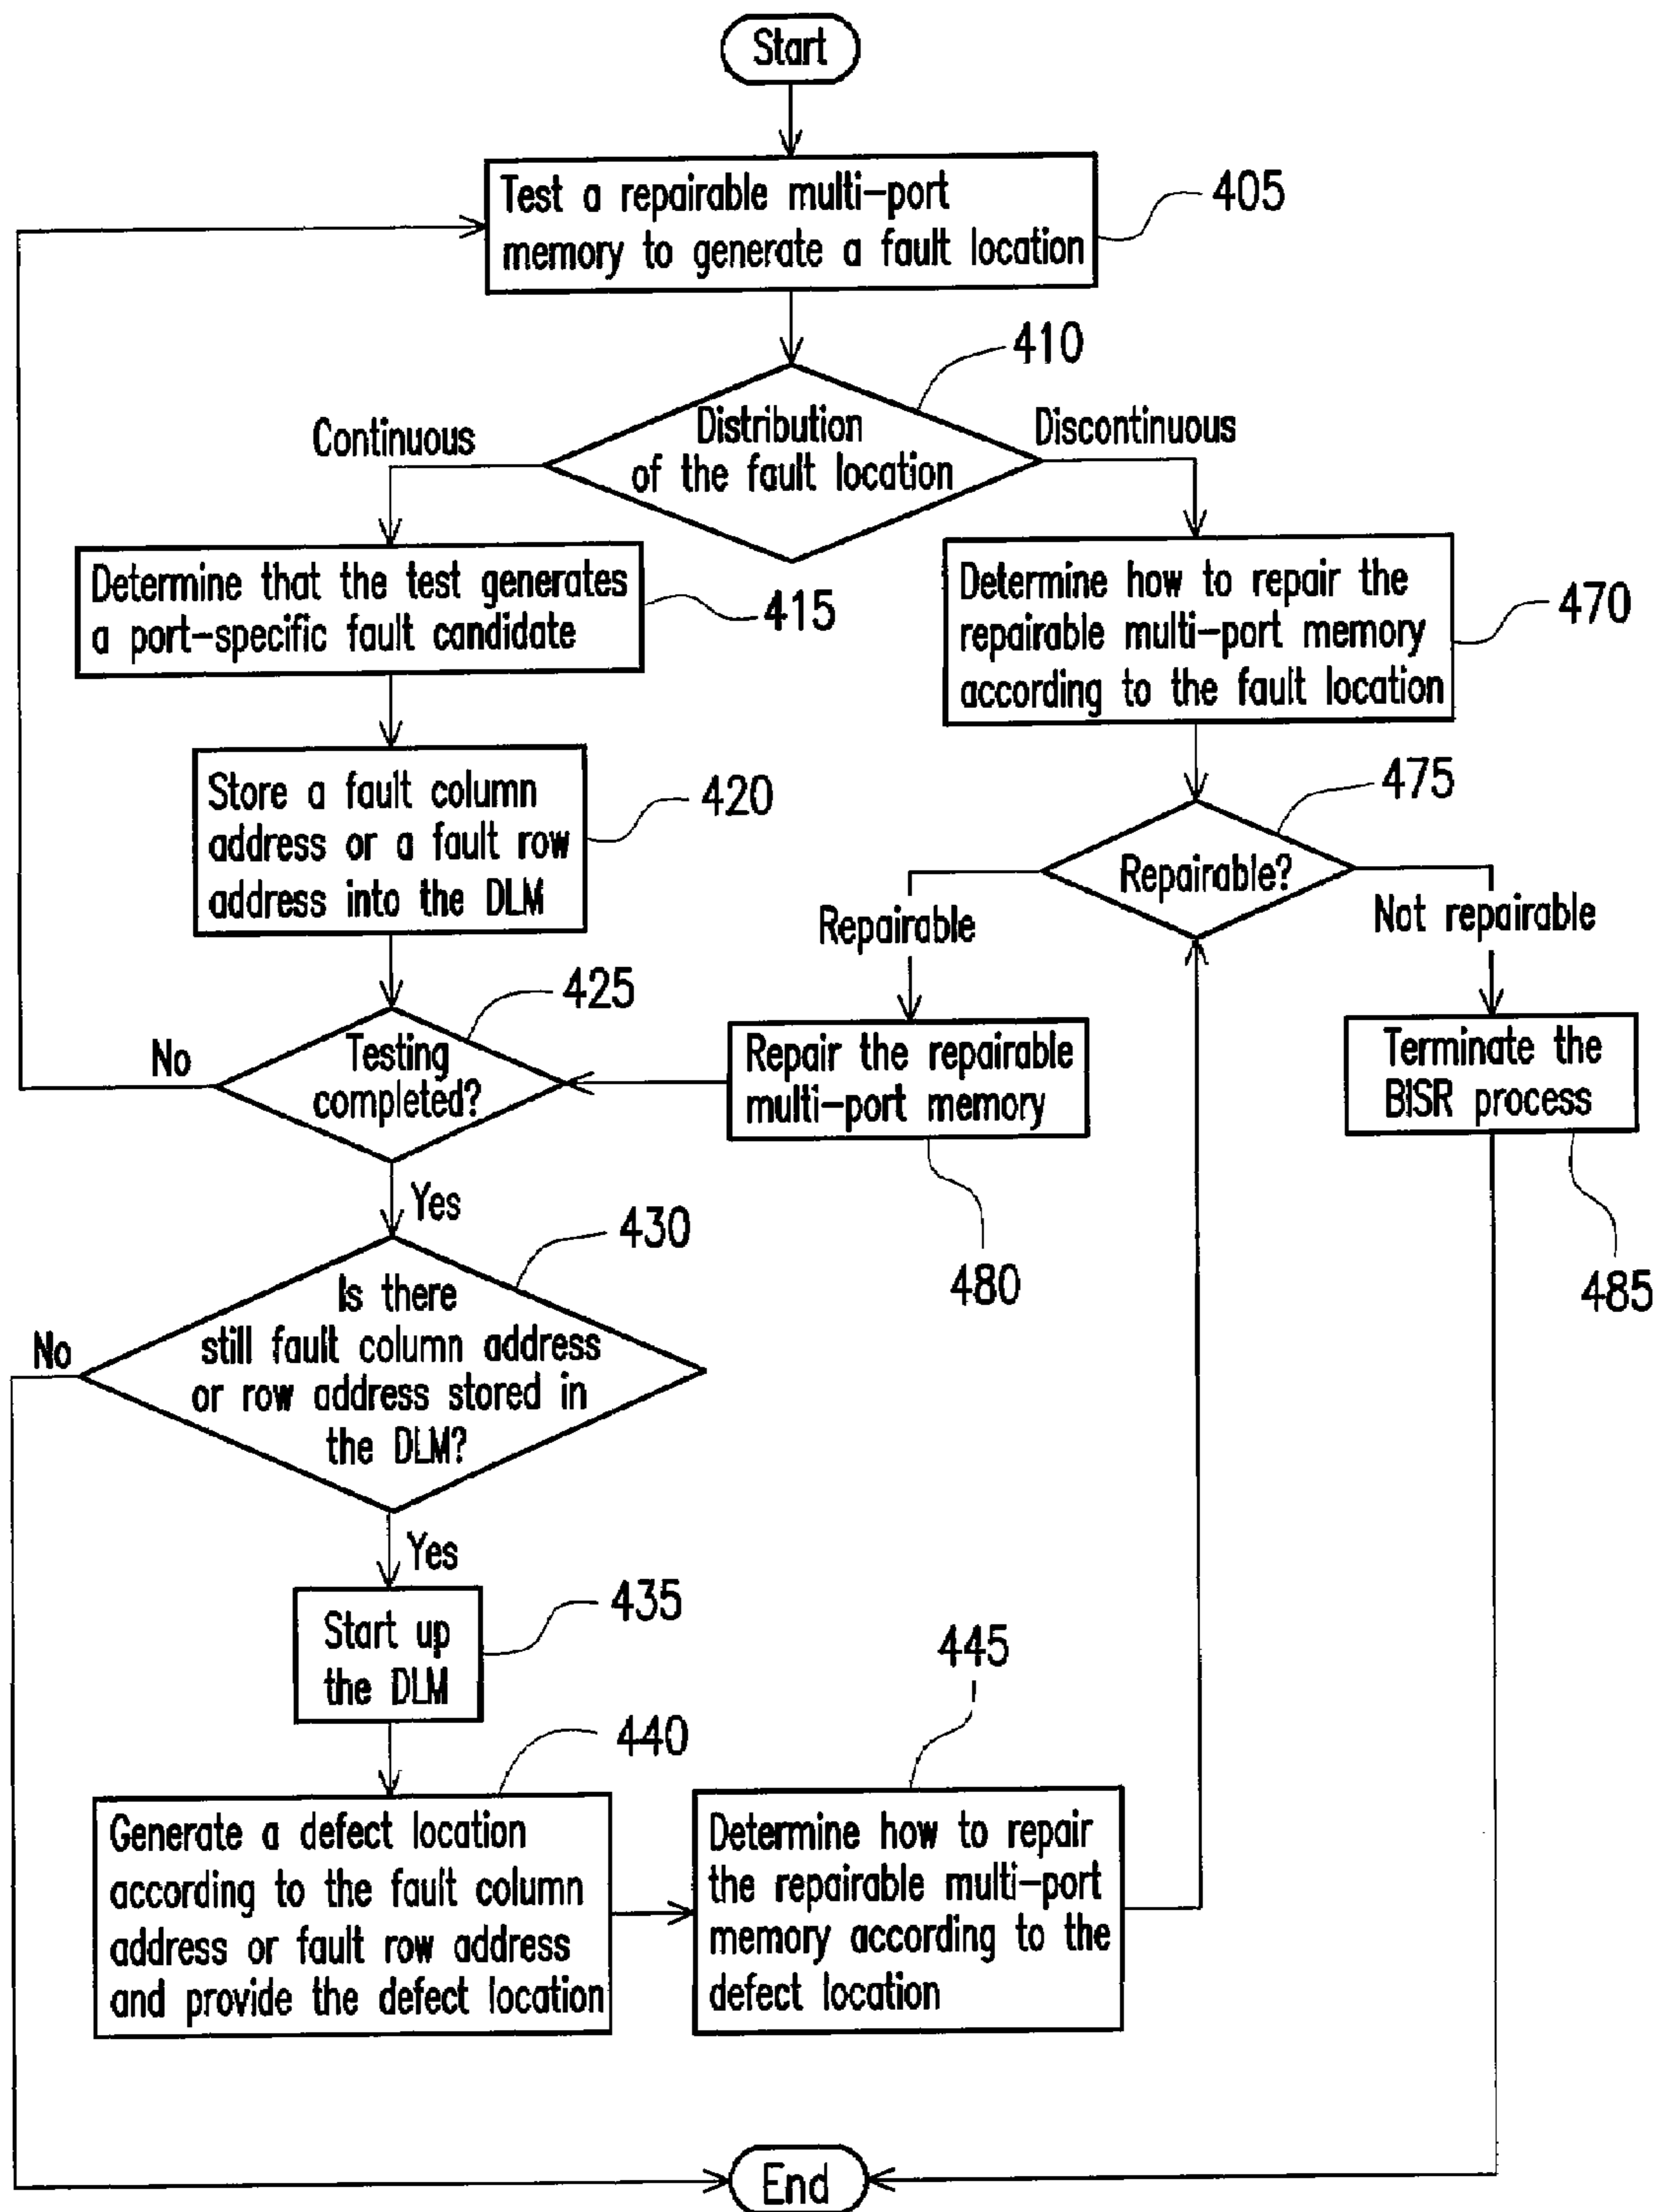 Start
Test a repairable multi-port
memory to generate a fault location
405
410
Distribution
of the fault location
Continuous
Discontinuous
Determine that the test generates
a port-specific fault candidate
415
Determine how to repair the
repairable multi-port memory
according to the fault location
470
Store a fault column
address or a fault row
address into the DLM
420
475
Repairable?
Repairable
Not repairable
425
Testing
completed?
No
Yes
Repair the repairable
multi-port memory
480
Terminate the
BISR process
485
430
Is there
still fault column address
or row address stored in
the DLM?
No
Yes
Start up
the DLM
435
440
Generate a defect location
according to the fault column
address or fault row address
and provide the defect location
445
Determine how to repair
the repairable multi-port
memory according to the
defect location
End